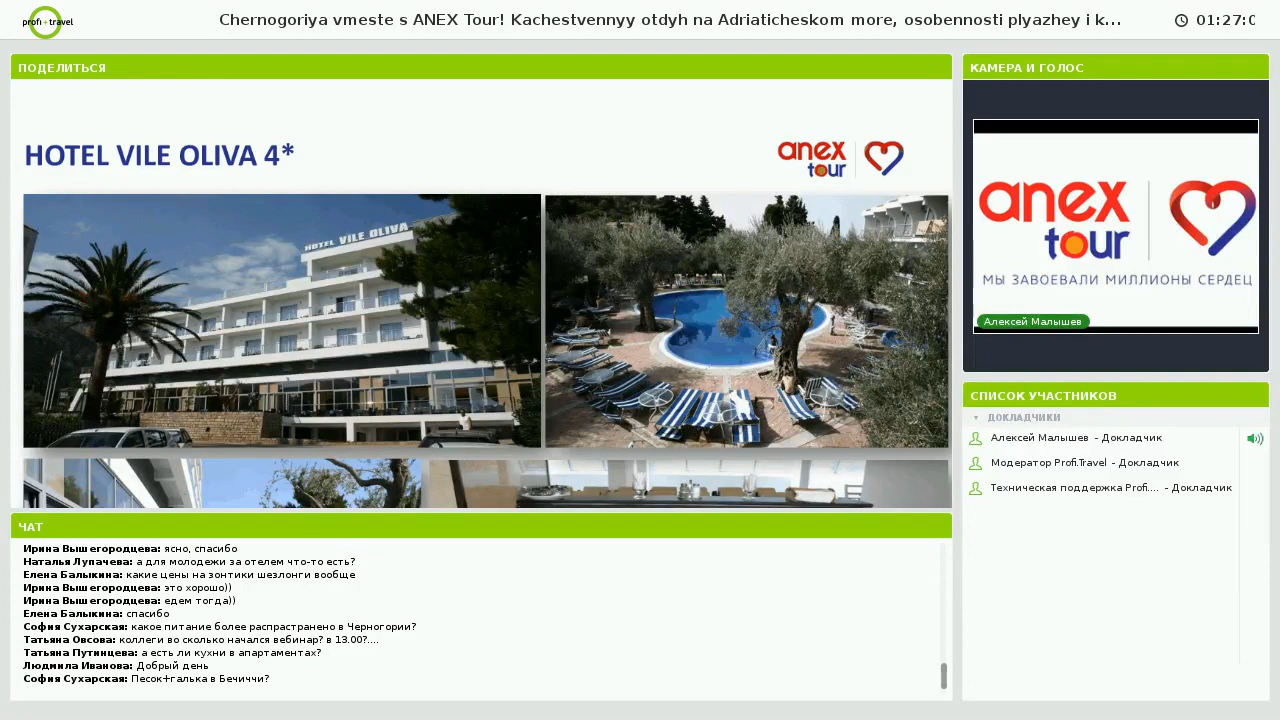 profi travel
Chernogoriya vmeste s ANEX Tour! Kachestvennyy otdyh na Adriaticheskom more, osobennosti plyazhey i k...
01:27:0
ПОДЕЛИТЬСЯ
HOTEL VILE OLIVA 4*
anex
tour
HOTEL VILE OLIVA
КАМЕРА И ГОЛОС
anex
tour
МЫ ЗАВОЕВАЛИ МИЛЛИОНЫ СЕРДЕЦ
Алексей Малышев
СПИСОК УЧАСТНИКОВ
ДОКЛАДЧИКИ
Алексей Малышев - Докладчик
Модератор Profi.Travel - Докладчик
Техническая поддержка Profi.... - Докладчик
ЧАТ
Ирина Вышегородцева: ясно, спасибо
Наталья Лупачева: а для молодежи за отелем что-то есть?
Елена Балыкина: какие цены на зонтики шезлонги вообще
Ирина Вышегородцева: это хорошо))
Ирина Вышегородцева: едем тогда))
Елена Балыкина: спасибо
София Сухарская: какое питание более распрастранено в Черногории?
Татьяна Овсова: коллеги во сколько начался вебинар? в 13.00?....
Татьяна Путинцева: а есть ли кухни в апартаментах?
Людмила Иванова: Добрый день
София Сухарская: Песок+галька в Бечиччи?